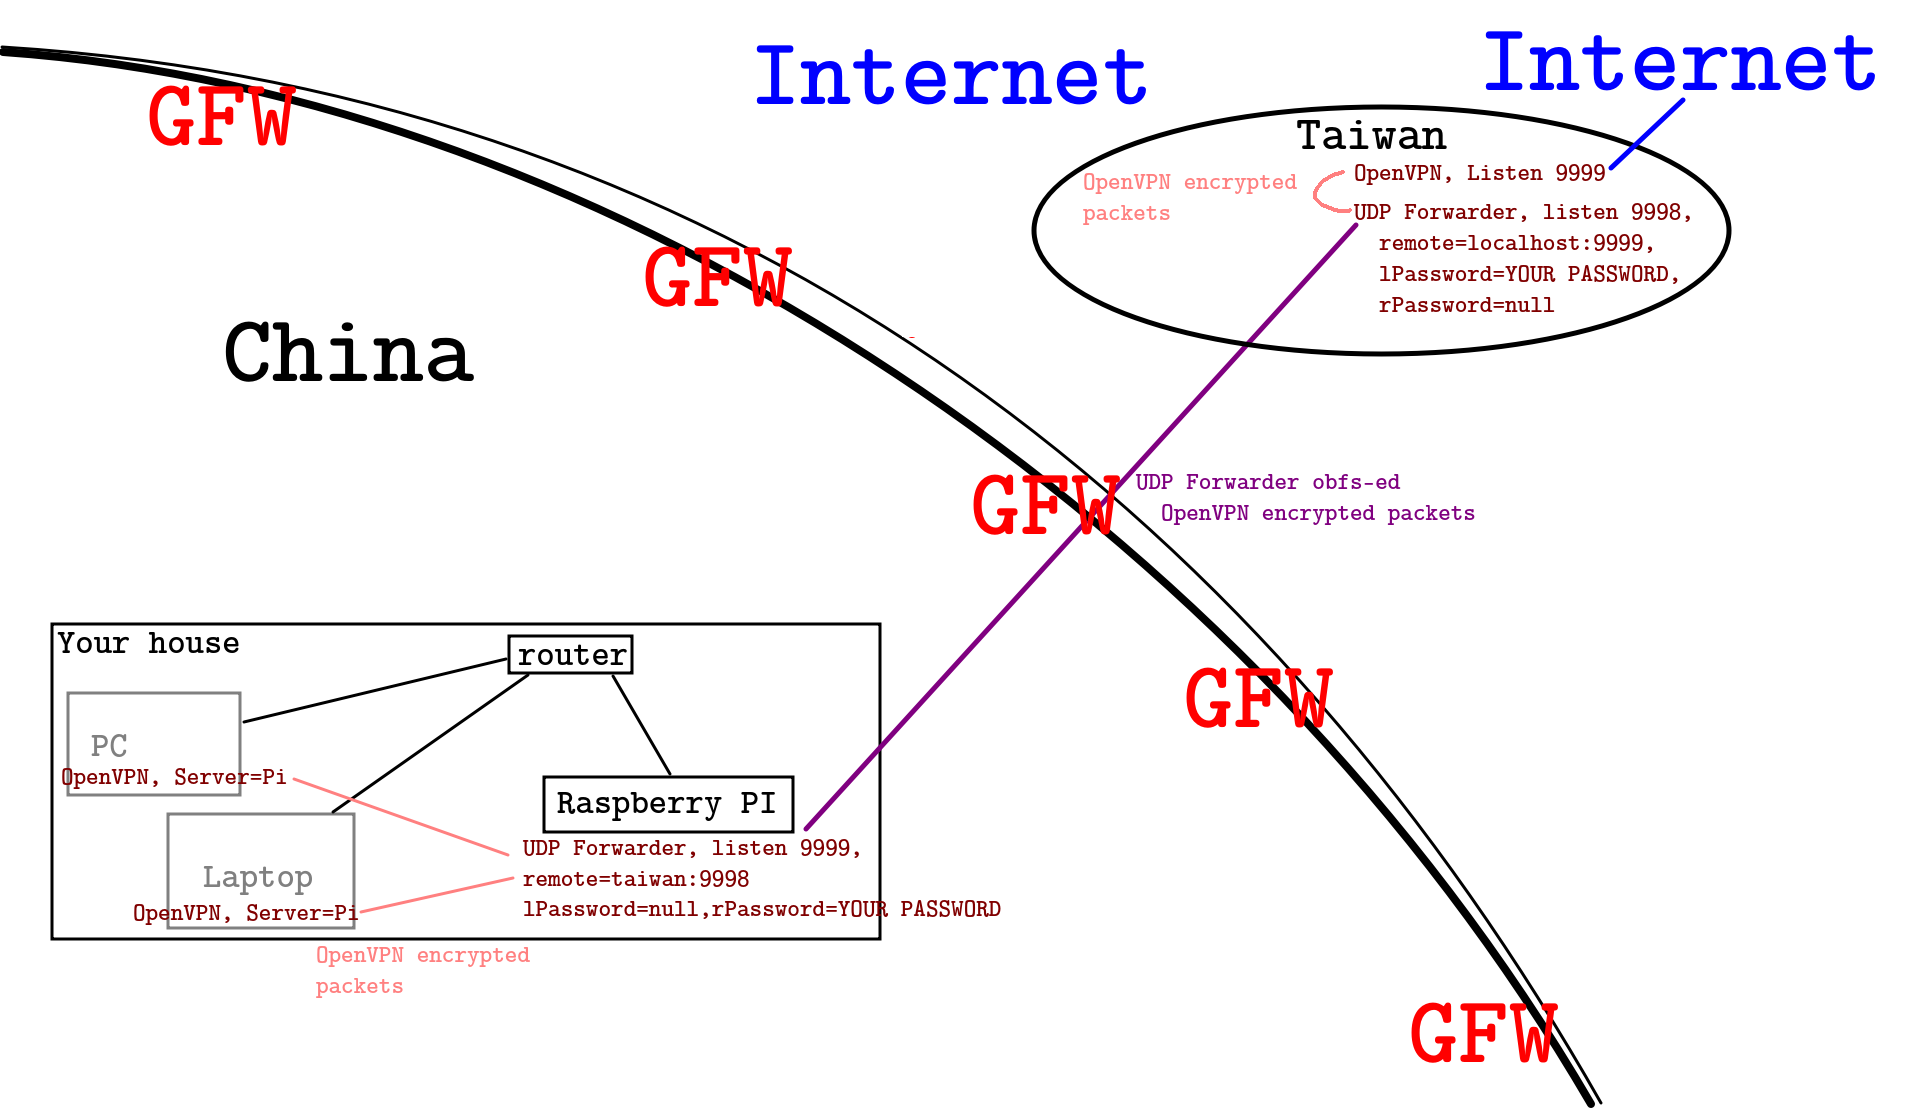 Internet
Internet
GFW
Taiwan
OpenVPN encrypted
packets
OpenVPN, Listen 9999
UDP Forwarder, listen 9998,
remote=localhost:9999,
lPassword=YOUR PASSWORD,
rPassword=null
GFW
China
GFW
UDP Forwarder obfs-ed
OpenVPN encrypted packets
Your house
router
GFW
PC
OpenVPN, Server=Pi
Raspberry PI
Laptop
OpenVPN, Server=Pi
UDP Forwarder, listen 9999,
remote=taiwan:9998
lPassword=null,rPassword=YOUR PASSWORD
OpenVPN encrypted
packets
GFW